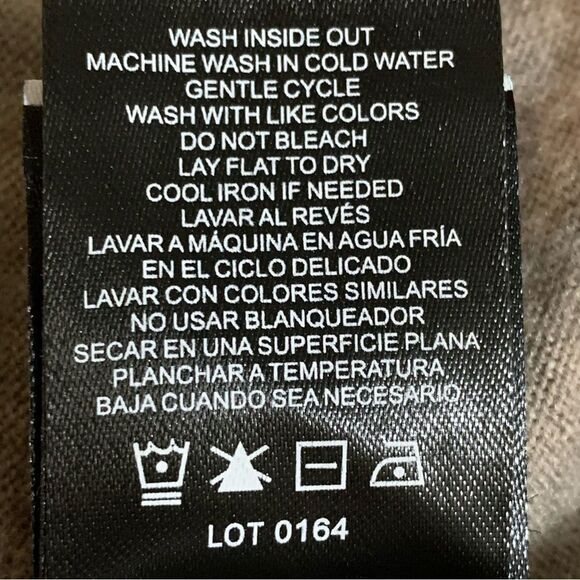 WASH INSIDE OUT
MACHINE WASH IN COLD WATER
GENTLE CYCLE
WASH WITH LIKE COLORS
DO NOT BLEACH
LAY FLAT TO DRY
COOL IRON IF NEEDED
LAVAR AL REVÉS
LAVAR A MÁQUINA EN AGUA FRÍA
EN EL CICLO DELICADO
LAVAR CON COLORES SIMILARES
NO USAR BLANQUEADOR
SECAR EN UNA SUPERFICIE PLANA
PLANCHAR A TEMPERATURA
BAJA CUANDO SEA NECESARIO
LOT 0164